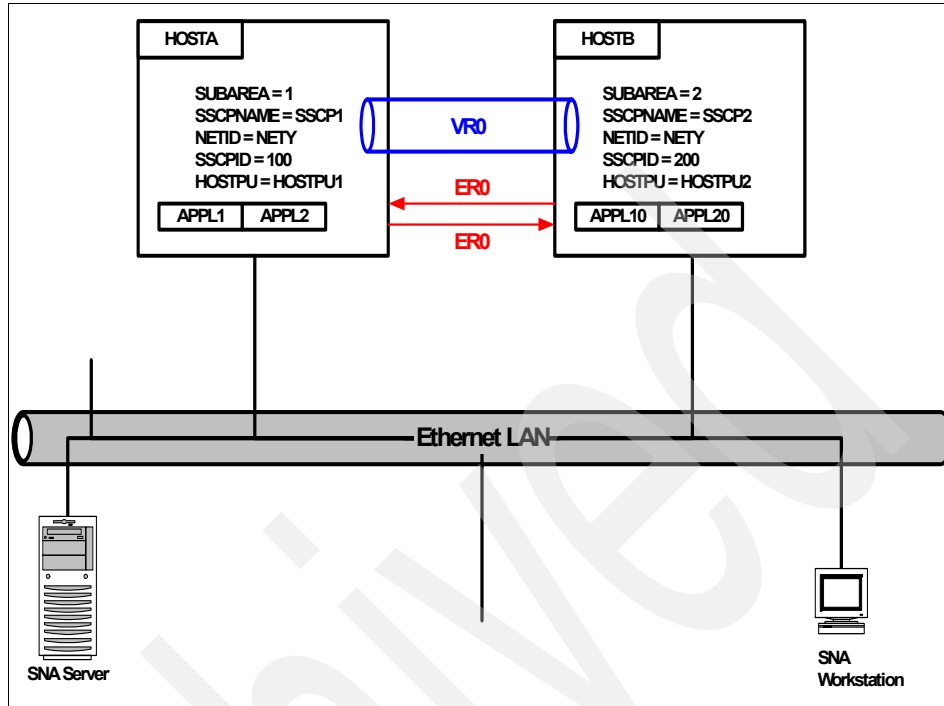 HOSTA
SUBAREA = 1
SSCPNAME = SSCP1
NETID = NETY
SSCPID = 100
HOSTPU = HOSTPU1
APPL1 APPL2
VR0
ER0
ER0
HOSTB
SUBAREA = 2
SSCPNAME = SSCP2
NETID = NETY
SSCPID = 200
HOSTPU = HOSTPU2
APPL10 APPL20
Ethernet LAN
SNA Server
SNA
Workstation
hived